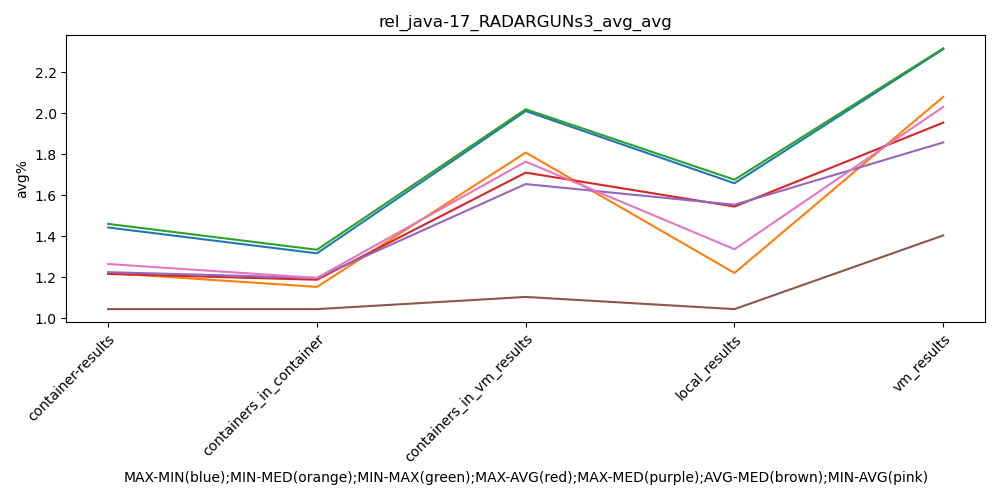 rel_java-17_RADARGUNs3_avg_avg
avg%
2.2
2.0
1.8
1.6
1.4
1.2
1.0
container-results
containers_in_container
containers_in_vm_results
local_results
vm_results
MAX-MIN(blue);MIN-MED(orange);MIN-MAX(green);MAX-AVG(red);MAX-MED(purple);AVG-MED(brown);MIN-AVG(pink)